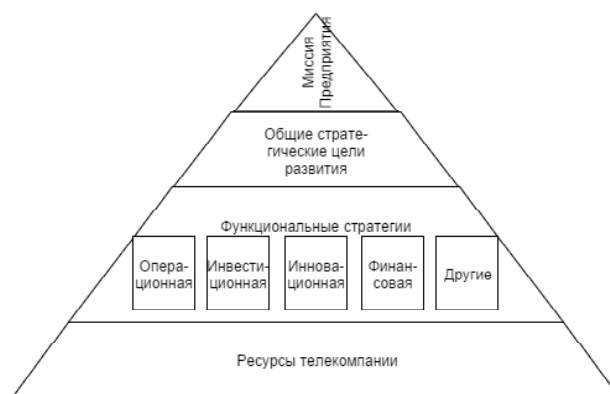 Миссия
Предприятия
Общие страте-
гические цели
развития
Функциональные стратегии
Опера-
ционная
Инвести-
ционная
Иннова-
ционная
Финан-
совая
Другие
Ресурсы телекомпании